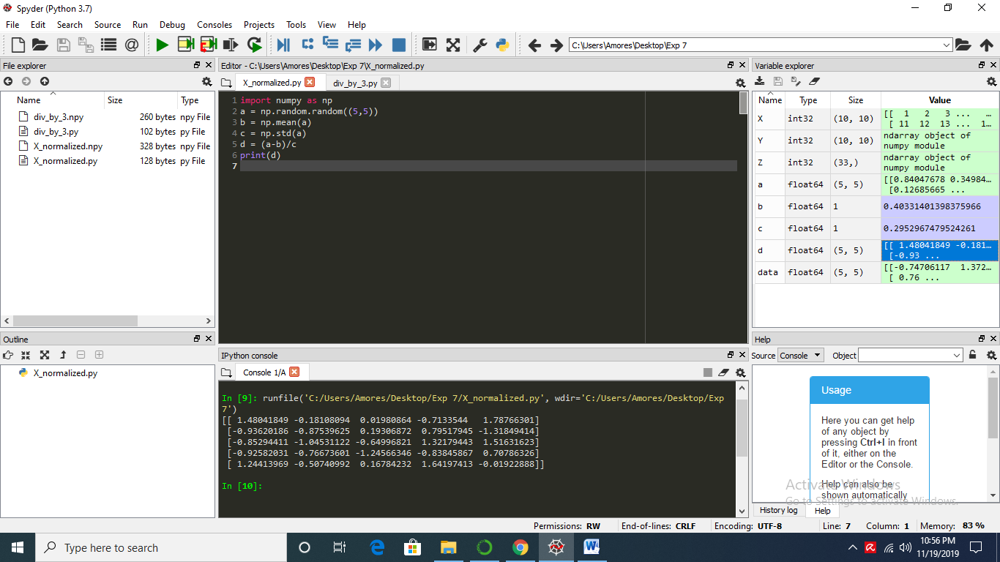 Spyder (Python 3.7)
File Edit Search Source Run Debug Consoles Projects Tools View Help
C:\Users\Amores\Desktop\Exp 7
File explorer
Name Size Type
div_by_3.npy 260 bytes npy File
div_by_3.py 102 bytes py File
X_normalized.npy 328 bytes npy File
X_normalized.py 128 bytes py File
Outline
X_normalized.py
Editor - C:\Users\Amores\Desktop\Exp 7\X_normalized.py
X_normalized.py div_by_3.py
1 import numpy as np
2 a = np.random.random((5,5))
3 b = np.mean(a)
4 c = np.std(a)
5 d = (a-b)/c
6 print(d)
7
IPython console
Console 1/A
In [9]: runfile('C:/Users/Amores/Desktop/Exp 7/X_normalized.py', wdir='C:/Users/Amores/Desktop/Exp
7')
[[ 1.48041849 -0.18108094  0.01980864 -0.7133544   1.78766301]
 [-0.93620186 -0.87539625  0.19306872  0.79517945 -1.31849414]
 [-0.85294411 -1.04531122 -0.64996821  1.32179443  1.51631623]
 [-0.92582031 -0.76673601 -1.24566346 -0.83845867  0.70786326]
 [ 1.24413969 -0.50740992  0.16784232  1.64197413 -0.01922888]]
In [10]:
Variable explorer
Name Type Size Value
X int32 (10, 10) [[ 1 2 3 ... …
[ 11 12 13 ... 1…
Y int32 (10, 10) ndarray object of
numpy module
Z int32 (33,) ndarray object of
numpy module
a float64 (5, 5) [[0.84047678 0.34984…
[0.12685665 ...
b float64 1 0.40331401398375966
c float64 1 0.2952967479524261
d float64 (5, 5) [[ 1.48041849 -0.181…
[-0.93 ...
data float64 (5, 5) [[-0.74706117 1.372…
[ 0.76 ...
Help
Source Console Object
Usage
Here you can get help
of any object by
pressing Ctrl+I in front
of it, either on the
Editor or the Console.
Help can also be
shown automatically
Activate Windows
Go to Settings to activate Windows.
History log Help
Permissions: RW End-of-lines: CRLF Encoding: UTF-8 Line: 7 Column: 1 Memory: 83 %
Type here to search
10:56 PM
11/19/2019